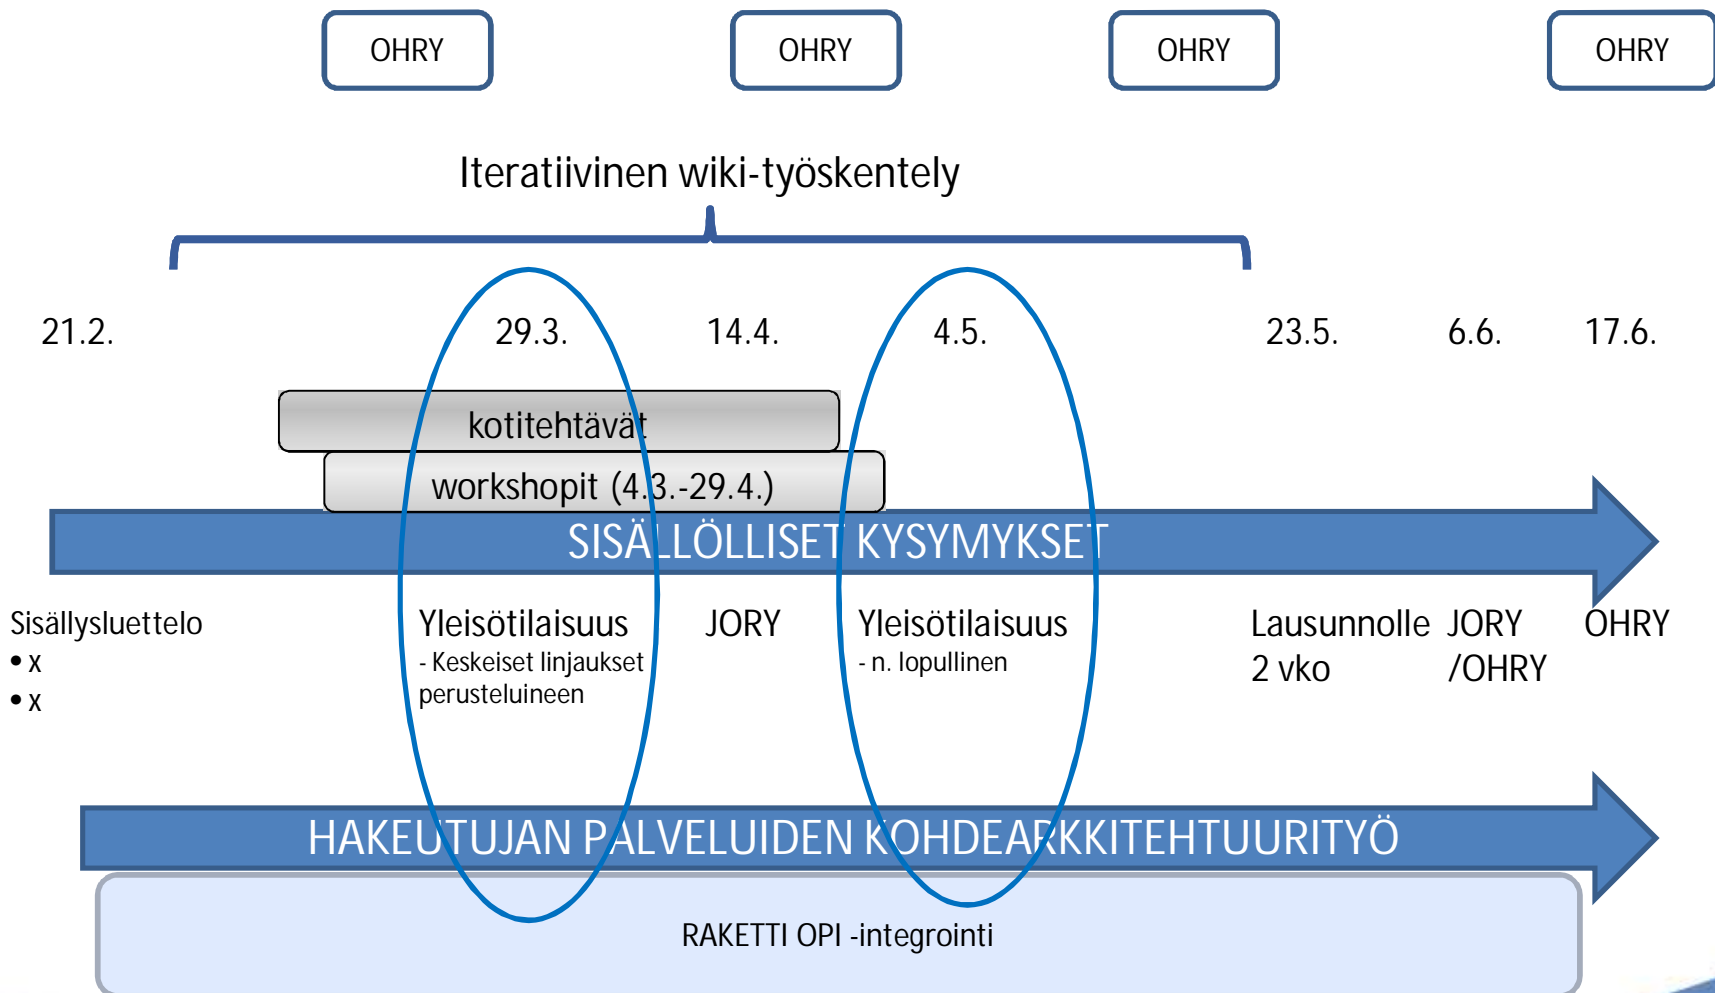 OHRY
OHRY
OHRY
OHRY
Iteratiivinen wiki-työskentely
21.2.
29.3.
14.4.
4.5.
23.5.
6.6.
17.6.
kotitehtävät
workshopit (4.3.-29.4.)
SISÄLLÖLLISET KYSYMYKSET
Sisällysluettelo
• x
• x
Yleisötilaisuus
- Keskeiset linjaukset
perusteluineen
JORY
Yleisötilaisuus
- n. lopullinen
Lausunnolle
2 vko
JORY
/OHRY
OHRY
HAKEUTUJAN PALVELUIDEN KOHDEARKKITEHTUURITYÖ
RAKETTI OPI -integrointi